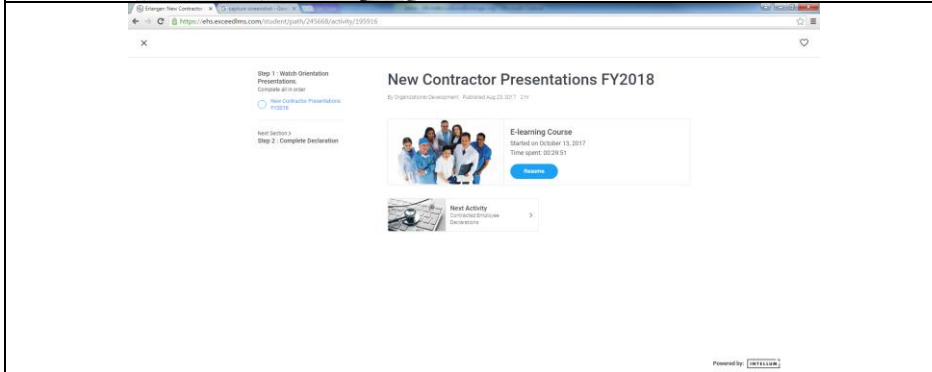 Erlanger: New Contractor
capture screenshot - Goo
https://ehs.exceedlms.com/student/path/245668/activity/195916
Step 1 : Watch Orientation
Presentations.
Complete all in order
New Contractor Presentations
FY2018
Next Section >
Step 2 : Complete Declaration
New Contractor Presentations FY2018
By Organizational Development Published Aug 23, 2017 2 hr
E-learning Course
Started on October 13, 2017
Time spent: 00:29:51
Resume
Next Activity
Contracted Employee
Declarations
Powered by: INTELLUM